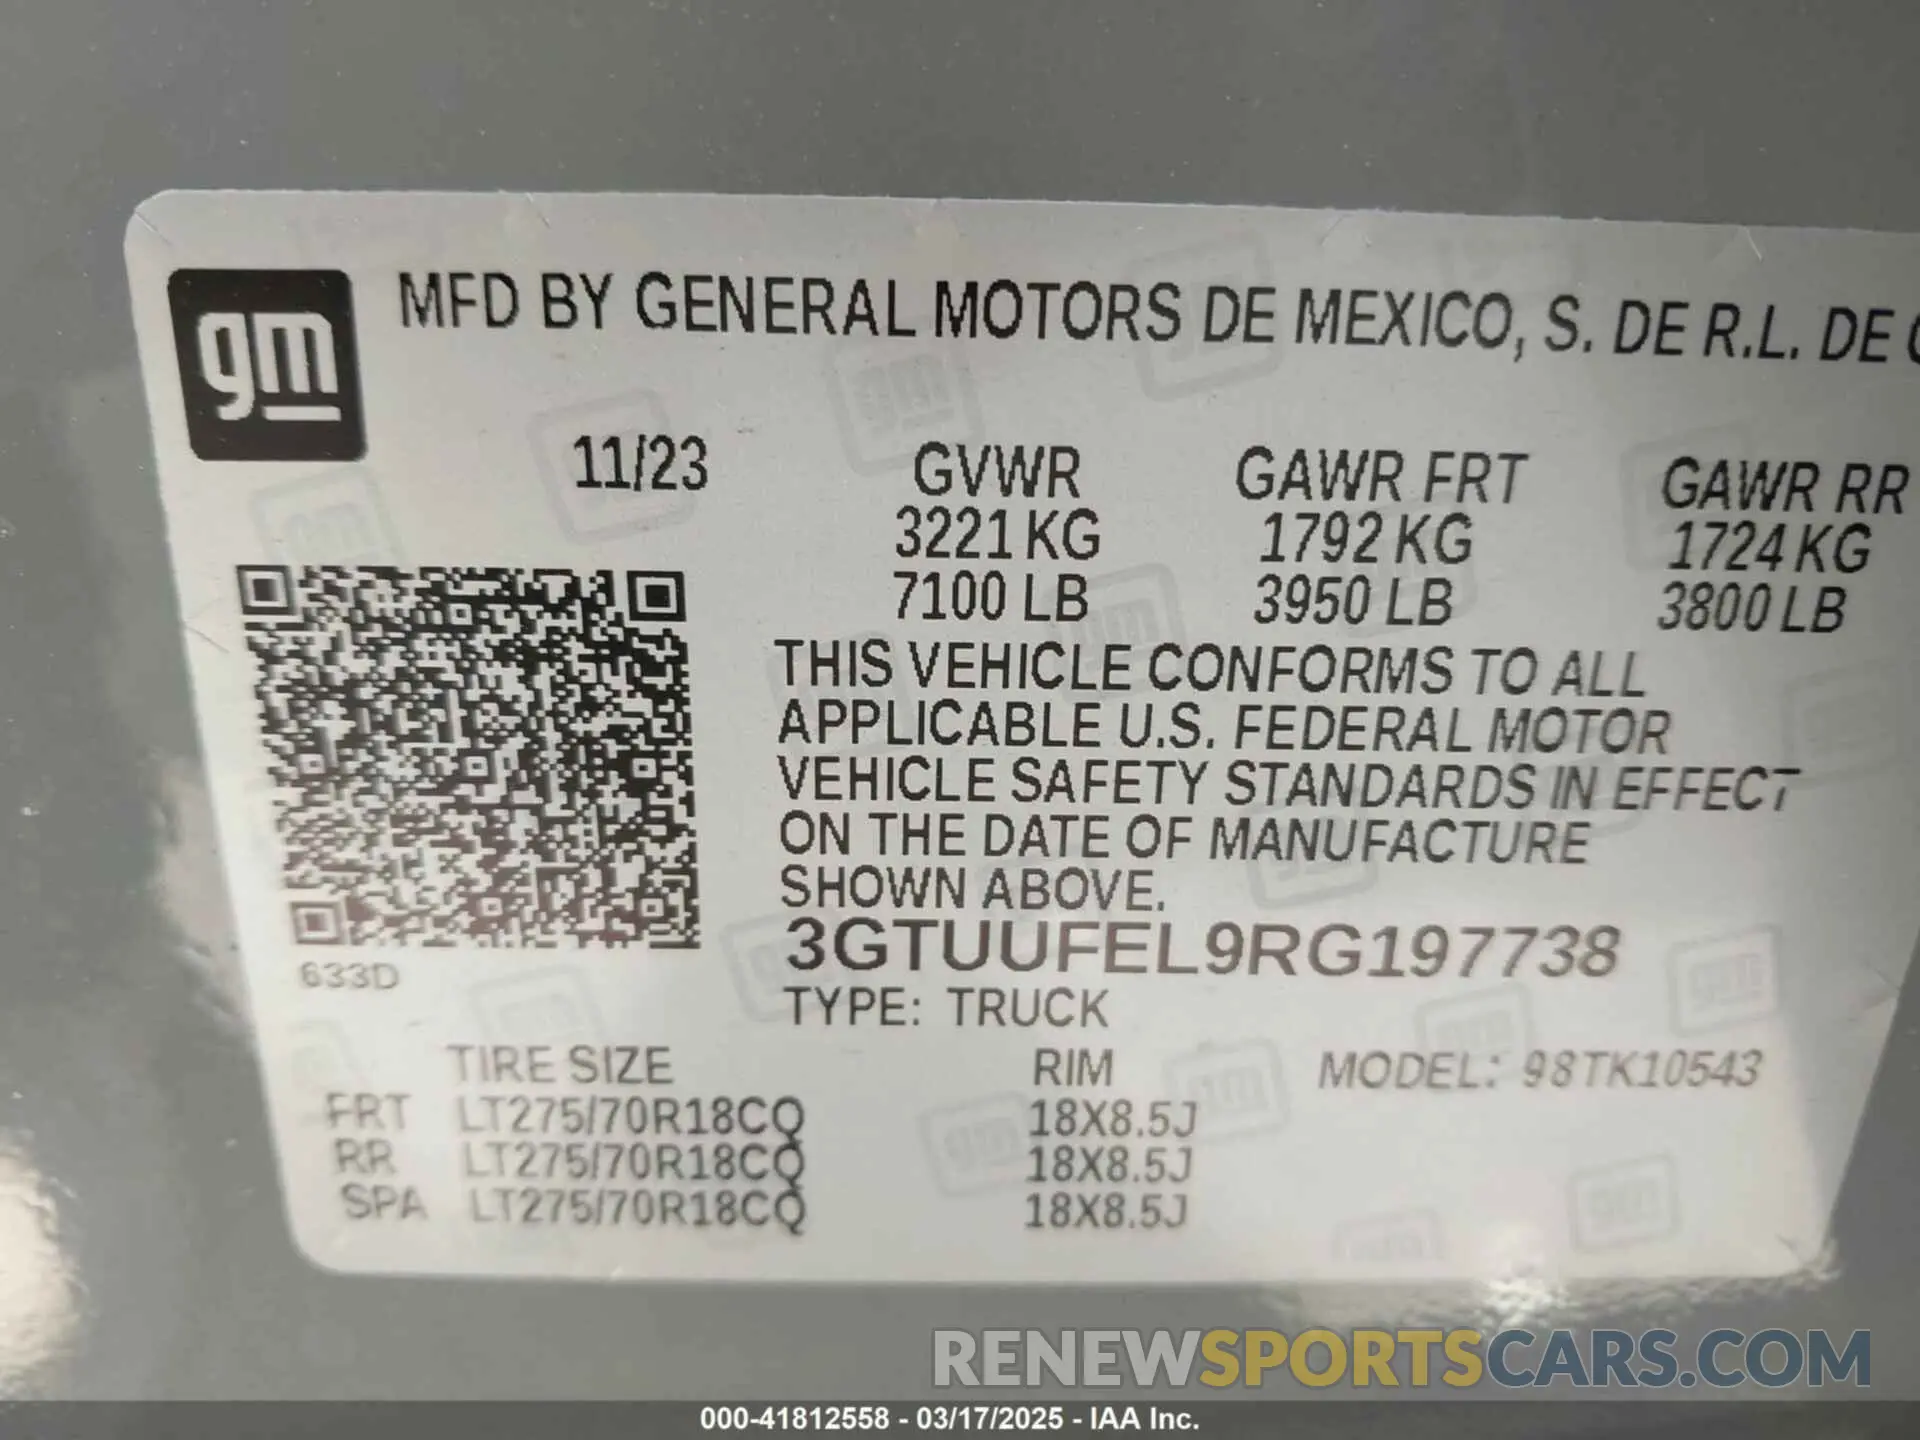 gm
MFD BY GENERAL MOTORS DE MEXICO, S. DE R.L. DE
11/23
GVWR GAWR FRT GAWR RR
3221 KG 1792 KG 1724 KG
7100 LB 3950 LB 3800 LB
THIS VEHICLE CONFORMS TO ALL
APPLICABLE U.S. FEDERAL MOTOR
VEHICLE SAFETY STANDARDS IN EFFECT
ON THE DATE OF MANUFACTURE
SHOWN ABOVE.
3GTUUFEL9RG197738
633D
TYPE: TRUCK
TIRE SIZE RIM MODEL: 98TK10543
FRT LT275/70R18CQ 18X8.5J
RR LT275/70R18CQ 18X8.5J
SPA LT275/70R18CQ 18X8.5J
RENEWSPORTSCARS.COM
000-41812558 - 03/17/2025 - IAA Inc.